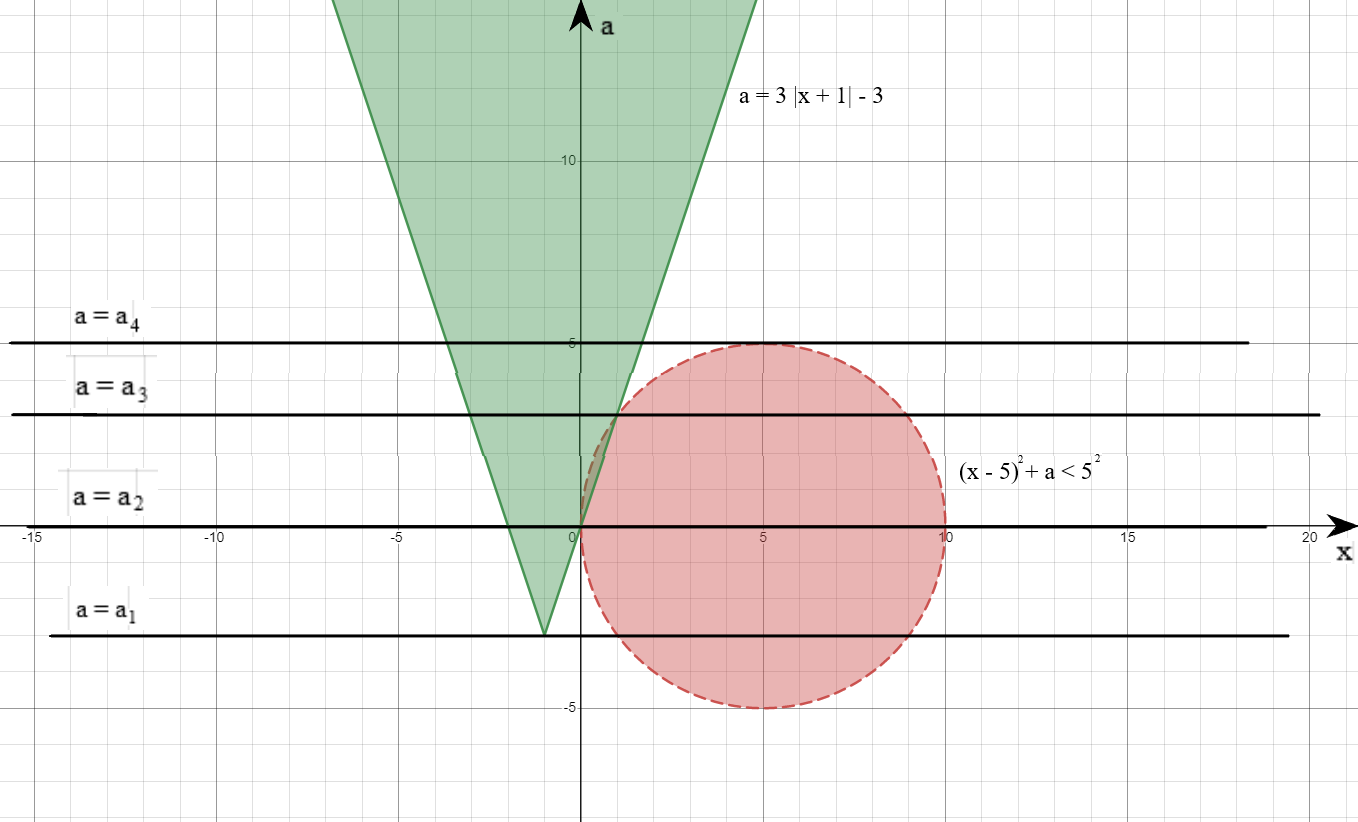 a
a = 3 |x + 1| - 3
10
a = a₄
5
a = a₃
(x - 5)² + a < 5²
a = a₂
-15
-10
-5
0
5
10
15
20
x
a = a₁
-5